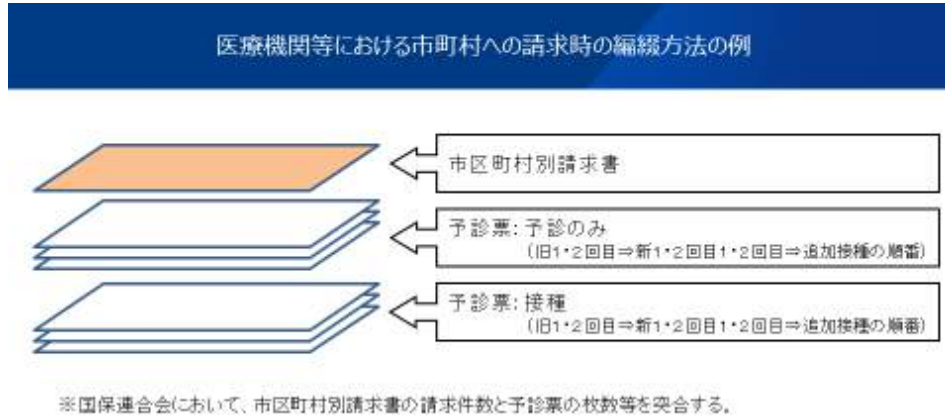 医療機関等における市町村への請求時の編綴方法の例
市区町村別請求書
予診票:予診のみ
(旧1・2回目⇒新1・2回目1・2回目⇒追加接種の順番)
予診票:接種
(旧1・2回目⇒新1・2回目1・2回目⇒追加接種の順番)
※国保連合会において、市区町村別請求書の請求件数と予診票の枚数等を突合する。